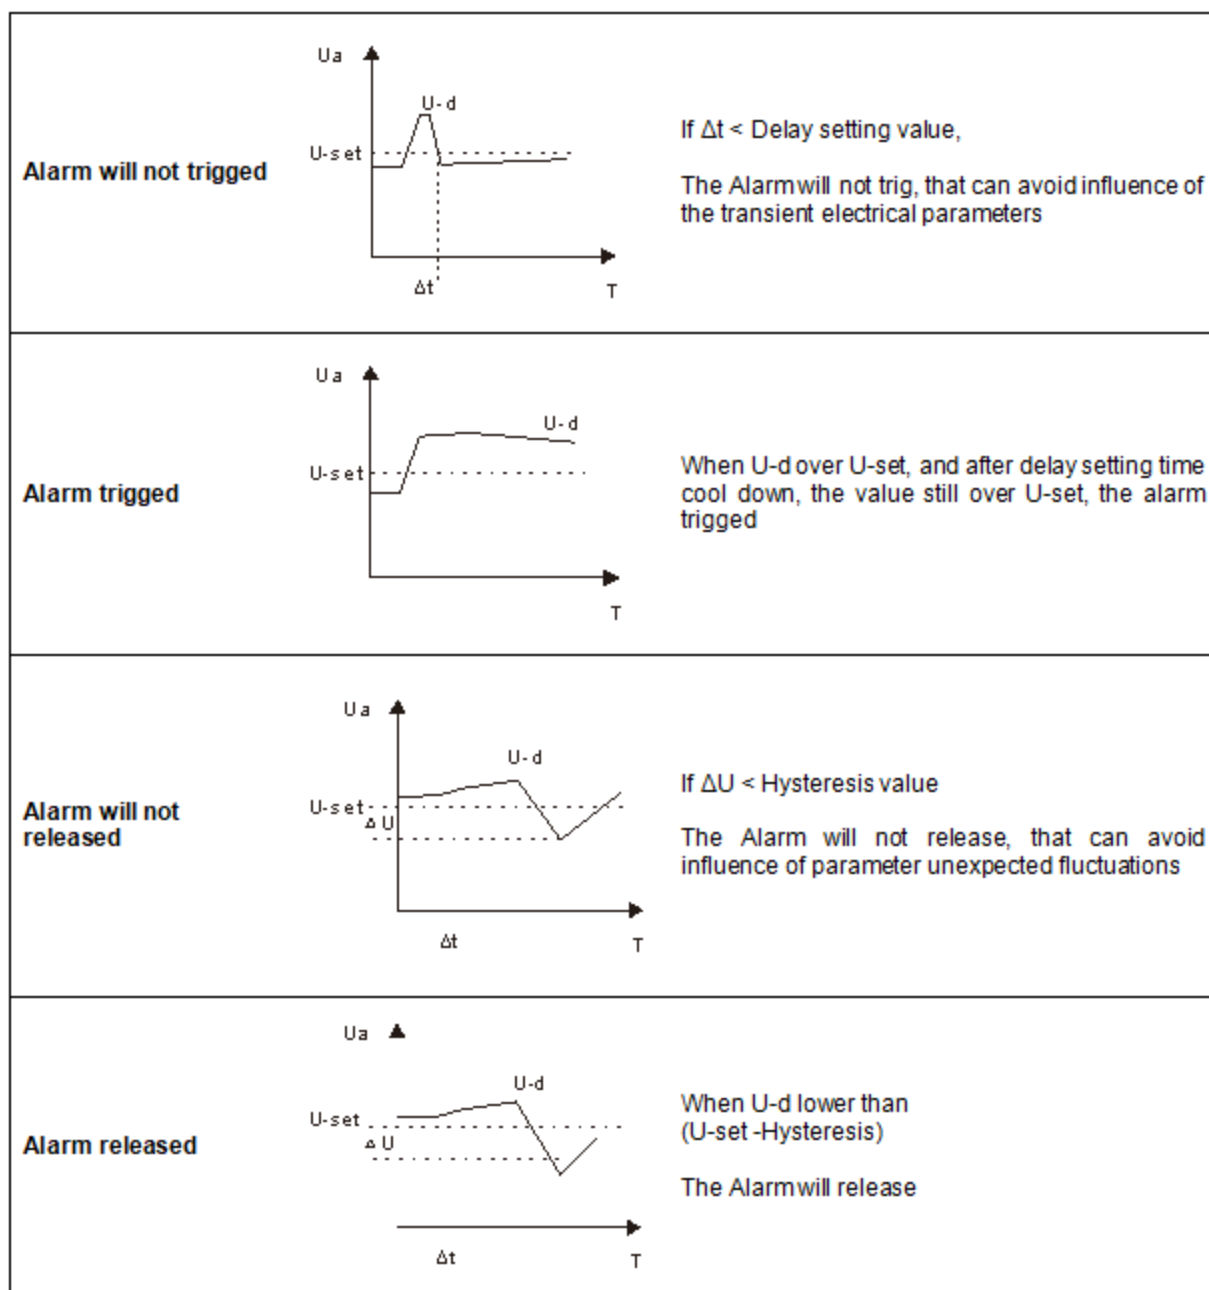 Ua
U-d
U-set
Alarm will not trigged
Δt
T
If Δt < Delay setting value,
The Alarm will not trig, that can avoid influence of
the transient electrical parameters
Ua
U-d
U-set
Alarm trigged
T
When U-d over U-set, and after delay setting time
cool down, the value still over U-set, the alarm
trigged
Ua
U-d
U-set
ΔU
Alarm will not
released
Δt
T
If ΔU < Hysteresis value
The Alarm will not release, that can avoid
influence of parameter unexpected fluctuations
Ua
U-d
U-set
ΔU
Alarm released
Δt
T
When U-d lower than
(U-set -Hysteresis)
The Alarm will release